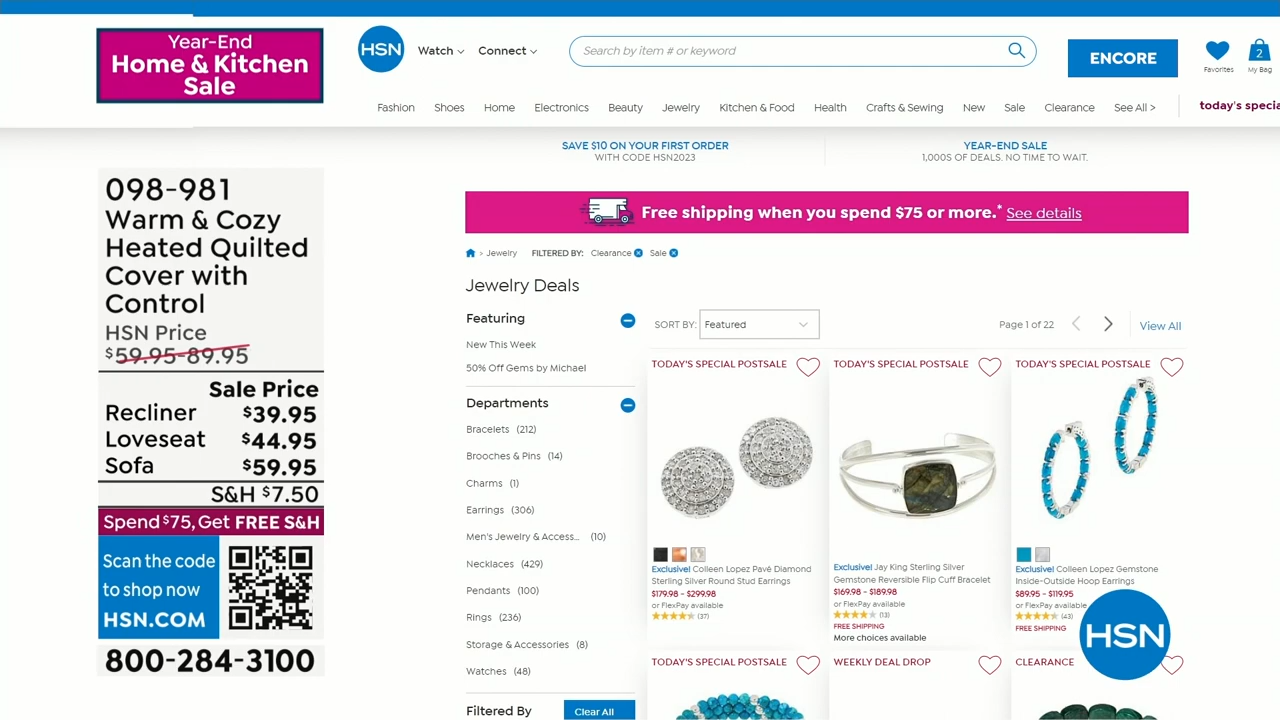 Year-End
Home & Kitchen
Sale
HSN
Watch
Connect
Search by item # or keyword
ENCORE
Favorites
2
My Bag
Fashion
Shoes
Home
Electronics
Beauty
Jewelry
Kitchen & Food
Health
Crafts & Sewing
New
Sale
Clearance
See All >
today's specia
SAVE $10 ON YOUR FIRST ORDER
WITH CODE HSN2023
YEAR-END SALE
1,000S OF DEALS. NO TIME TO WAIT.
098-981
Warm & Cozy
Heated Quilted
Cover with
Control
HSN Price
$59.95-89.95
Sale Price
Recliner $39.95
Loveseat $44.95
Sofa $59.95
S&H $7.50
Spend $75, Get FREE S&H
Scan the code
to shop now
HSN.COM
800-284-3100
Free shipping when you spend $75 or more.* See details
> Jewelry FILTERED BY: Clearance Sale
Jewelry Deals
Featuring
New This Week
50% Off Gems by Michael
Departments
Bracelets (212)
Brooches & Pins (14)
Charms (1)
Earrings (306)
Men's Jewelry & Access... (10)
Necklaces (429)
Pendants (100)
Rings (236)
Storage & Accessories (8)
Watches (48)
Filtered By
Clear All
SORT BY: Featured
Page 1 of 22
View All
TODAY'S SPECIAL POSTSALE
Exclusive! Colleen Lopez Pavé Diamond
Sterling Silver Round Stud Earrings
$179.98 - $299.98
or FlexPay available
(37)
TODAY'S SPECIAL POSTSALE
Exclusive! Jay King Sterling Silver
Gemstone Reversible Flip Cuff Bracelet
$169.98 - $189.98
or FlexPay available
(13)
FREE SHIPPING
More choices available
TODAY'S SPECIAL POSTSALE
Exclusive! Colleen Lopez Gemstone
Inside-Outside Hoop Earrings
$89.95 - $119.95
or FlexPay available
(43)
FREE SHIPPING
HSN
TODAY'S SPECIAL POSTSALE
WEEKLY DEAL DROP
CLEARANCE